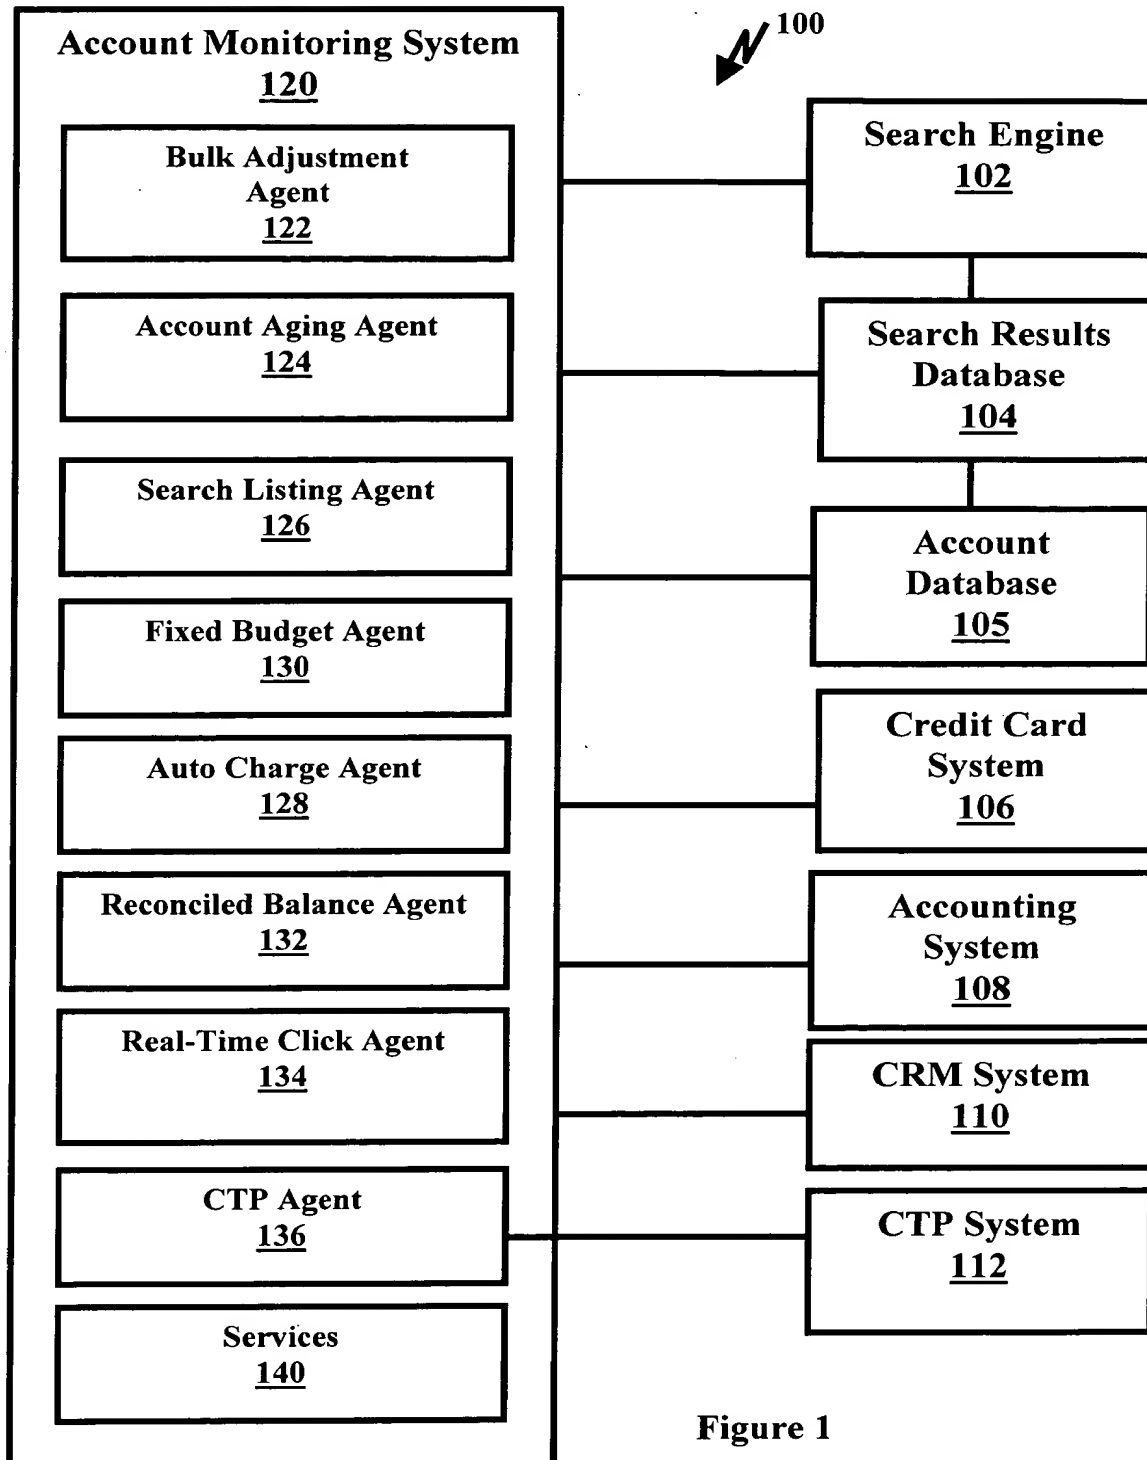 Account Monitoring System
120
Bulk Adjustment
Agent
122
Account Aging Agent
124
Search Listing Agent
126
Fixed Budget Agent
130
Auto Charge Agent
128
Reconciled Balance Agent
132
Real-Time Click Agent
134
CTP Agent
136
Services
140
100
Search Engine
102
Search Results
Database
104
Account
Database
105
Credit Card
System
106
Accounting
System
108
CRM System
110
CTP System
112
Figure 1